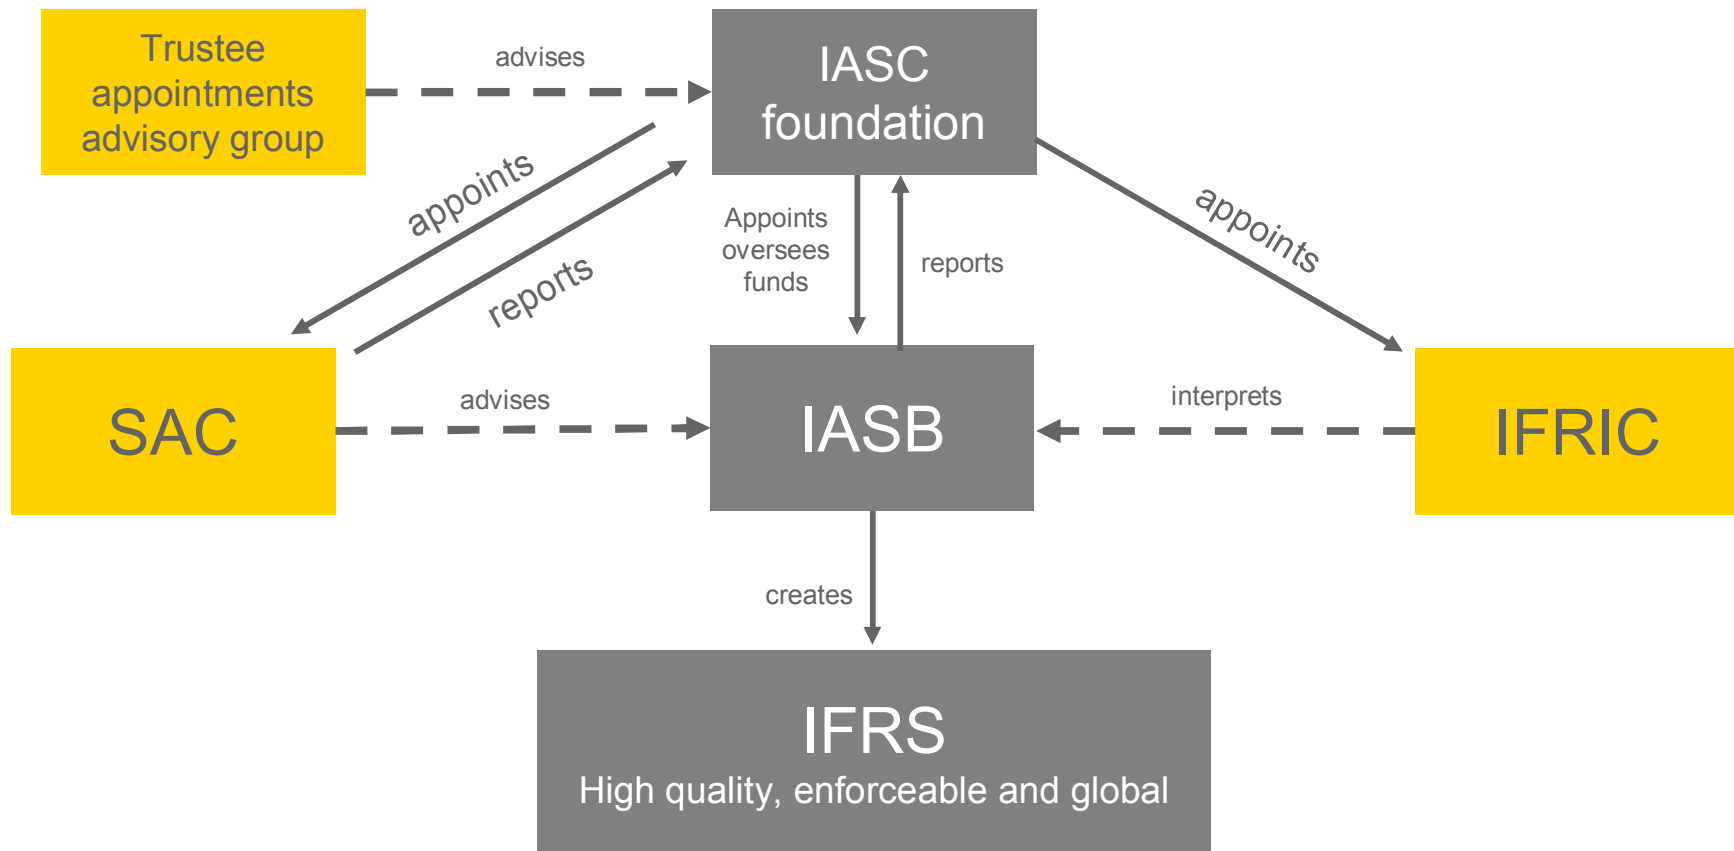 Trustee
appointments
advisory group
advises
IASC
foundation
appoints
reports
Appoints
oversees
funds
reports
appoints
SAC
advises
IASB
interprets
IFRIC
creates
IFRS
High quality, enforceable and global